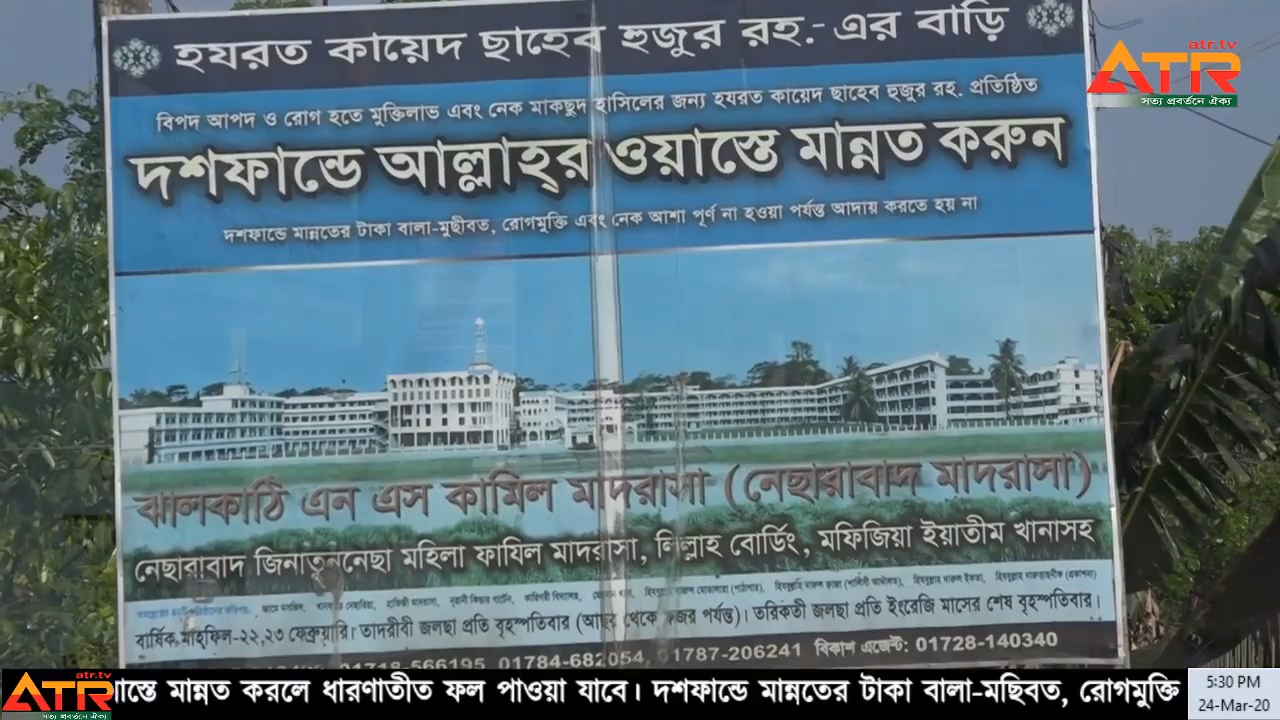 হযরত কায়েদ ছাহেব হুজুর রহ.-এর বাড়ি
atr.tv
ATR
সত্য প্রবর্তনে ঐক্য
বিপদ আপদ ও রোগ হতে মুক্তিলাভ এবং নেক মাকছুদ হাসিলের জন্য হযরত কায়েদ ছাহেব হুজুর রহ. প্রতিষ্ঠিত
দশফান্ডে আল্লাহ্‌র ওয়াস্তে মান্নত করুন
দশফান্ডে মান্নতের টাকা বালা-মুছীবত, রোগমুক্তি এবং নেক আশা পূর্ণ না হওয়া পর্যন্ত আদায় করতে হয় না
ঝালকাঠি এন এস কামিল মাদরাসা (নেছারাবাদ মাদরাসা)
নেছারাবাদ জিনাতুননেছা মহিলা ফাযিল মাদরাসা, লিল্লাহ বোর্ডিং, মফিজিয়া ইয়াতীম খানাসহ
বার্ষিক মাহ্‌ফিল-২২,২৩ ফেব্রুয়ারি। তাদরীবী জলছা প্রতি বৃহস্পতিবার (আছর থেকে ফজর পর্যন্ত)। তরিকতী জলছা প্রতি ইংরেজি মাসের শেষ বৃহস্পতিবার।
01718-566195, 01784-682054, 01787-206241 বিকাশ এজেন্ট: 01728-140340
atr.tv
ATR
সত্য প্রবর্তনে ঐক্য
াস্তে মান্নত করলে ধারণাতীত ফল পাওয়া যাবে। দশফান্ডে মান্নতের টাকা বালা-মছিবত, রোগমুক্তি
5:30 PM
24-Mar-20